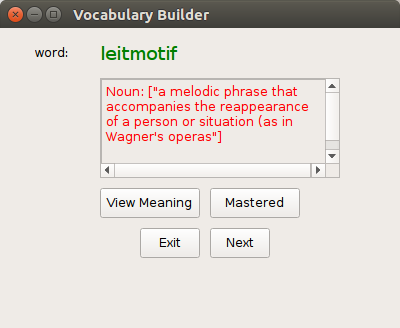 Vocabulary Builder
word: leitmotif
Noun: ["a melodic phrase that
accompanies the reappearance
of a person or situation (as in
Wagner's operas"]
View Meaning Mastered
Exit Next